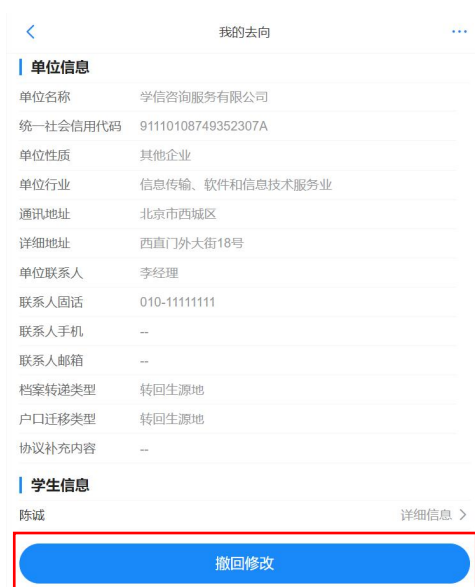 我的去向
单位信息
单位名称 学信咨询服务有限公司
统一社会信用代码 91110108749352307A
单位性质 其他企业
单位行业 信息传输、软件和信息技术服务业
通讯地址 北京市西城区
详细地址 西直门外大街18号
单位联系人 李经理
联系人固话 010-11111111
联系人手机 --
联系人邮箱 --
档案转递类型 转回生源地
户口迁移类型 转回生源地
协议补充内容 --
学生信息
陈诚 详细信息
撤回修改